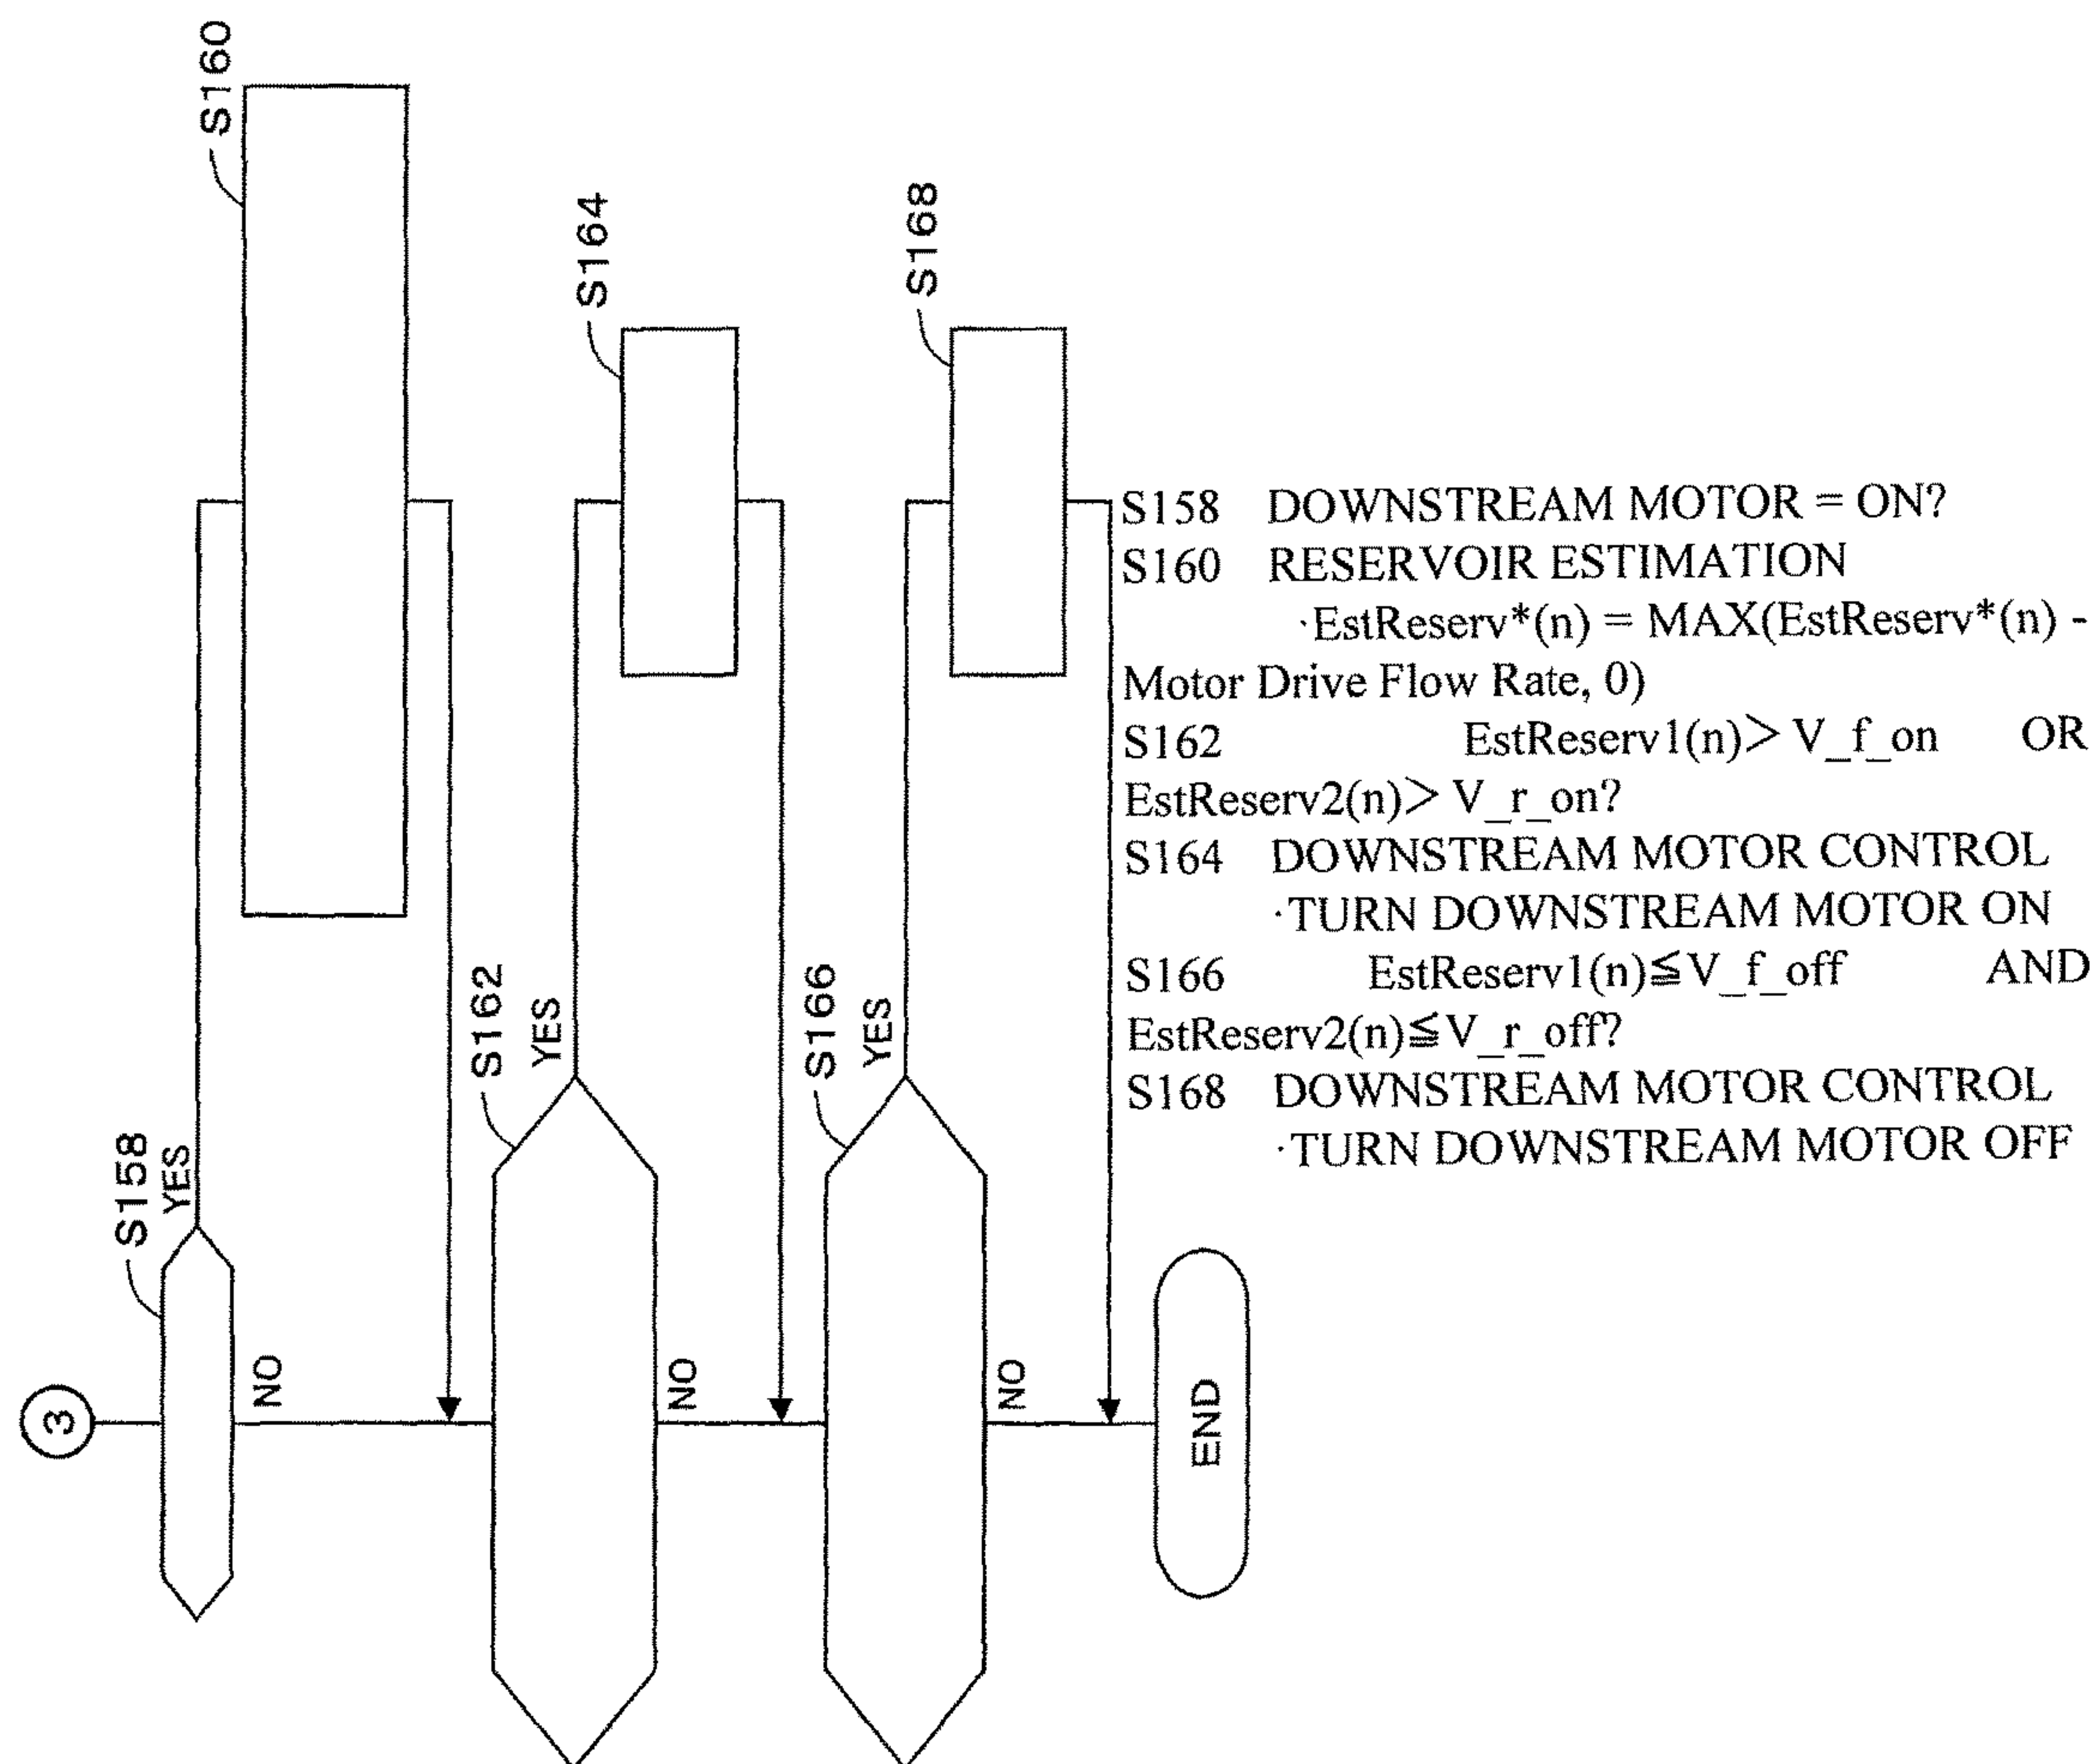 3
S158
YES
NO
S160
S162
YES
NO
S164
S166
YES
NO
S168
END
S158 DOWNSTREAM MOTOR = ON?
S160 RESERVOIR ESTIMATION
·EstReserv*(n) = MAX(EstReserv*(n) -
Motor Drive Flow Rate, 0)
S162 EstReserv1(n)> V_f_on OR
EstReserv2(n)> V_r_on?
S164 DOWNSTREAM MOTOR CONTROL
·TURN DOWNSTREAM MOTOR ON
S166 EstReserv1(n)≦V_f_off AND
EstReserv2(n)≦V_r_off?
S168 DOWNSTREAM MOTOR CONTROL
·TURN DOWNSTREAM MOTOR OFF